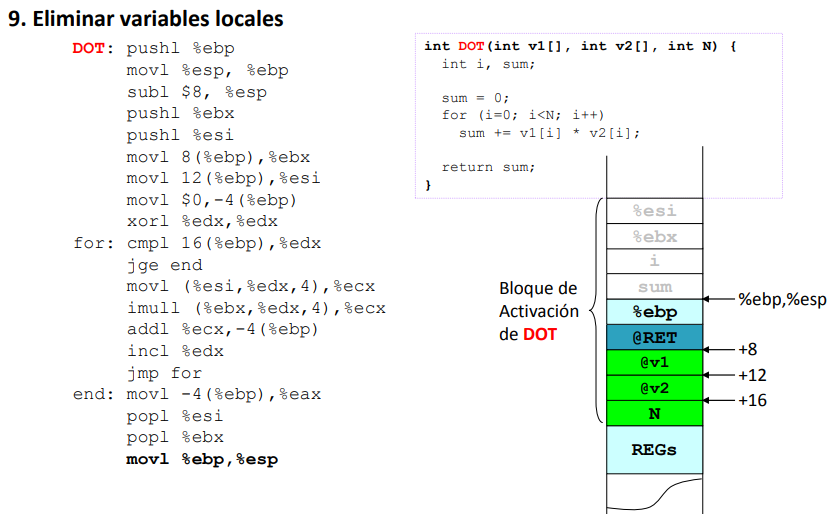 9. Eliminar variables locales
DOT: pushl %ebp
movl %esp, %ebp
subl $8, %esp
pushl %ebx
pushl %esi
movl 8(%ebp),%ebx
movl 12(%ebp),%esi
movl $0,-4(%ebp)
xorl %edx,%edx
for: cmpl 16(%ebp),%edx
jge end
movl (%esi,%edx,4),%ecx
imull (%ebx,%edx,4),%ecx
addl %ecx,-4(%ebp)
incl %edx
jmp for
end: movl -4(%ebp),%eax
popl %esi
popl %ebx
movl %ebp,%esp
int DOT(int v1[], int v2[], int N) {
int i, sum;
sum = 0;
for (i=0; i<N; i++)
sum += v1[i] * v2[i];
return sum;
}
%esi
%ebx
i
sum
%ebp
@RET
@v1
@v2
N
REGs
Bloque de
Activación
de DOT
%ebp,%esp
+8
+12
+16